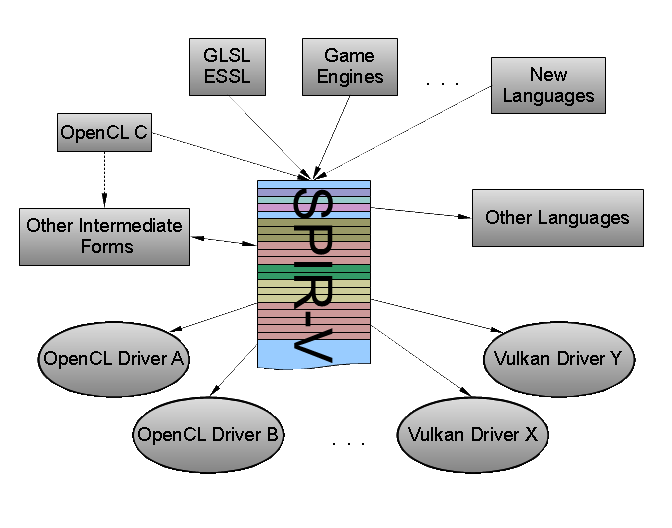 GLSL
ESSL
Game
Engines
. . .
New
Languages
OpenCL C
Other Intermediate
Forms
SPIR-V
Other Languages
OpenCL Driver A
Vulkan Driver Y
OpenCL Driver B
. . .
Vulkan Driver X